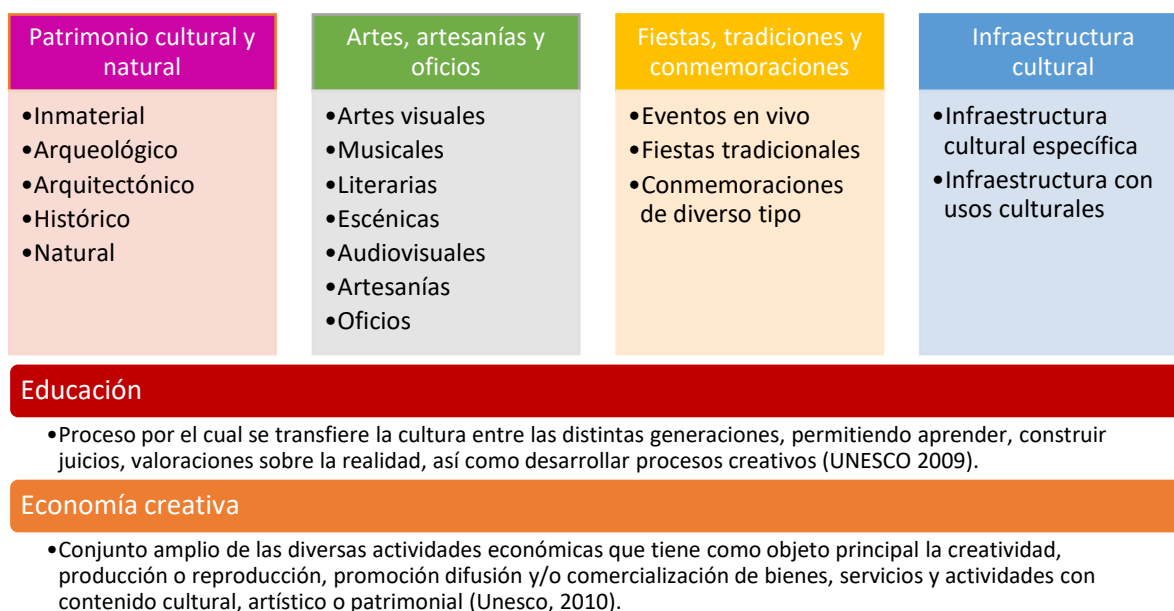 Patrimonio cultural y
natural
•Inmaterial
•Arqueológico
•Arquitectónico
•Histórico
•Natural
Artes, artesanías y
oficios
•Artes visuales
•Musicales
•Literarias
•Escénicas
•Audiovisuales
•Artesanías
•Oficios
Fiestas, tradiciones y
conmemoraciones
•Eventos en vivo
•Fiestas tradicionales
•Conmemoraciones
de diverso tipo
Infraestructura
cultural
•Infraestructura
cultural específica
•Infraestructura con
usos culturales
Educación
•Proceso por el cual se transfiere la cultura entre las distintas generaciones, permitiendo aprender, construir
juicios, valoraciones sobre la realidad, así como desarrollar procesos creativos (UNESCO 2009).
Economía creativa
•Conjunto amplio de las diversas actividades económicas que tiene como objeto principal la creatividad,
producción o reproducción, promoción difusión y/o comercialización de bienes, servicios y actividades con
contenido cultural, artístico o patrimonial (Unesco, 2010).